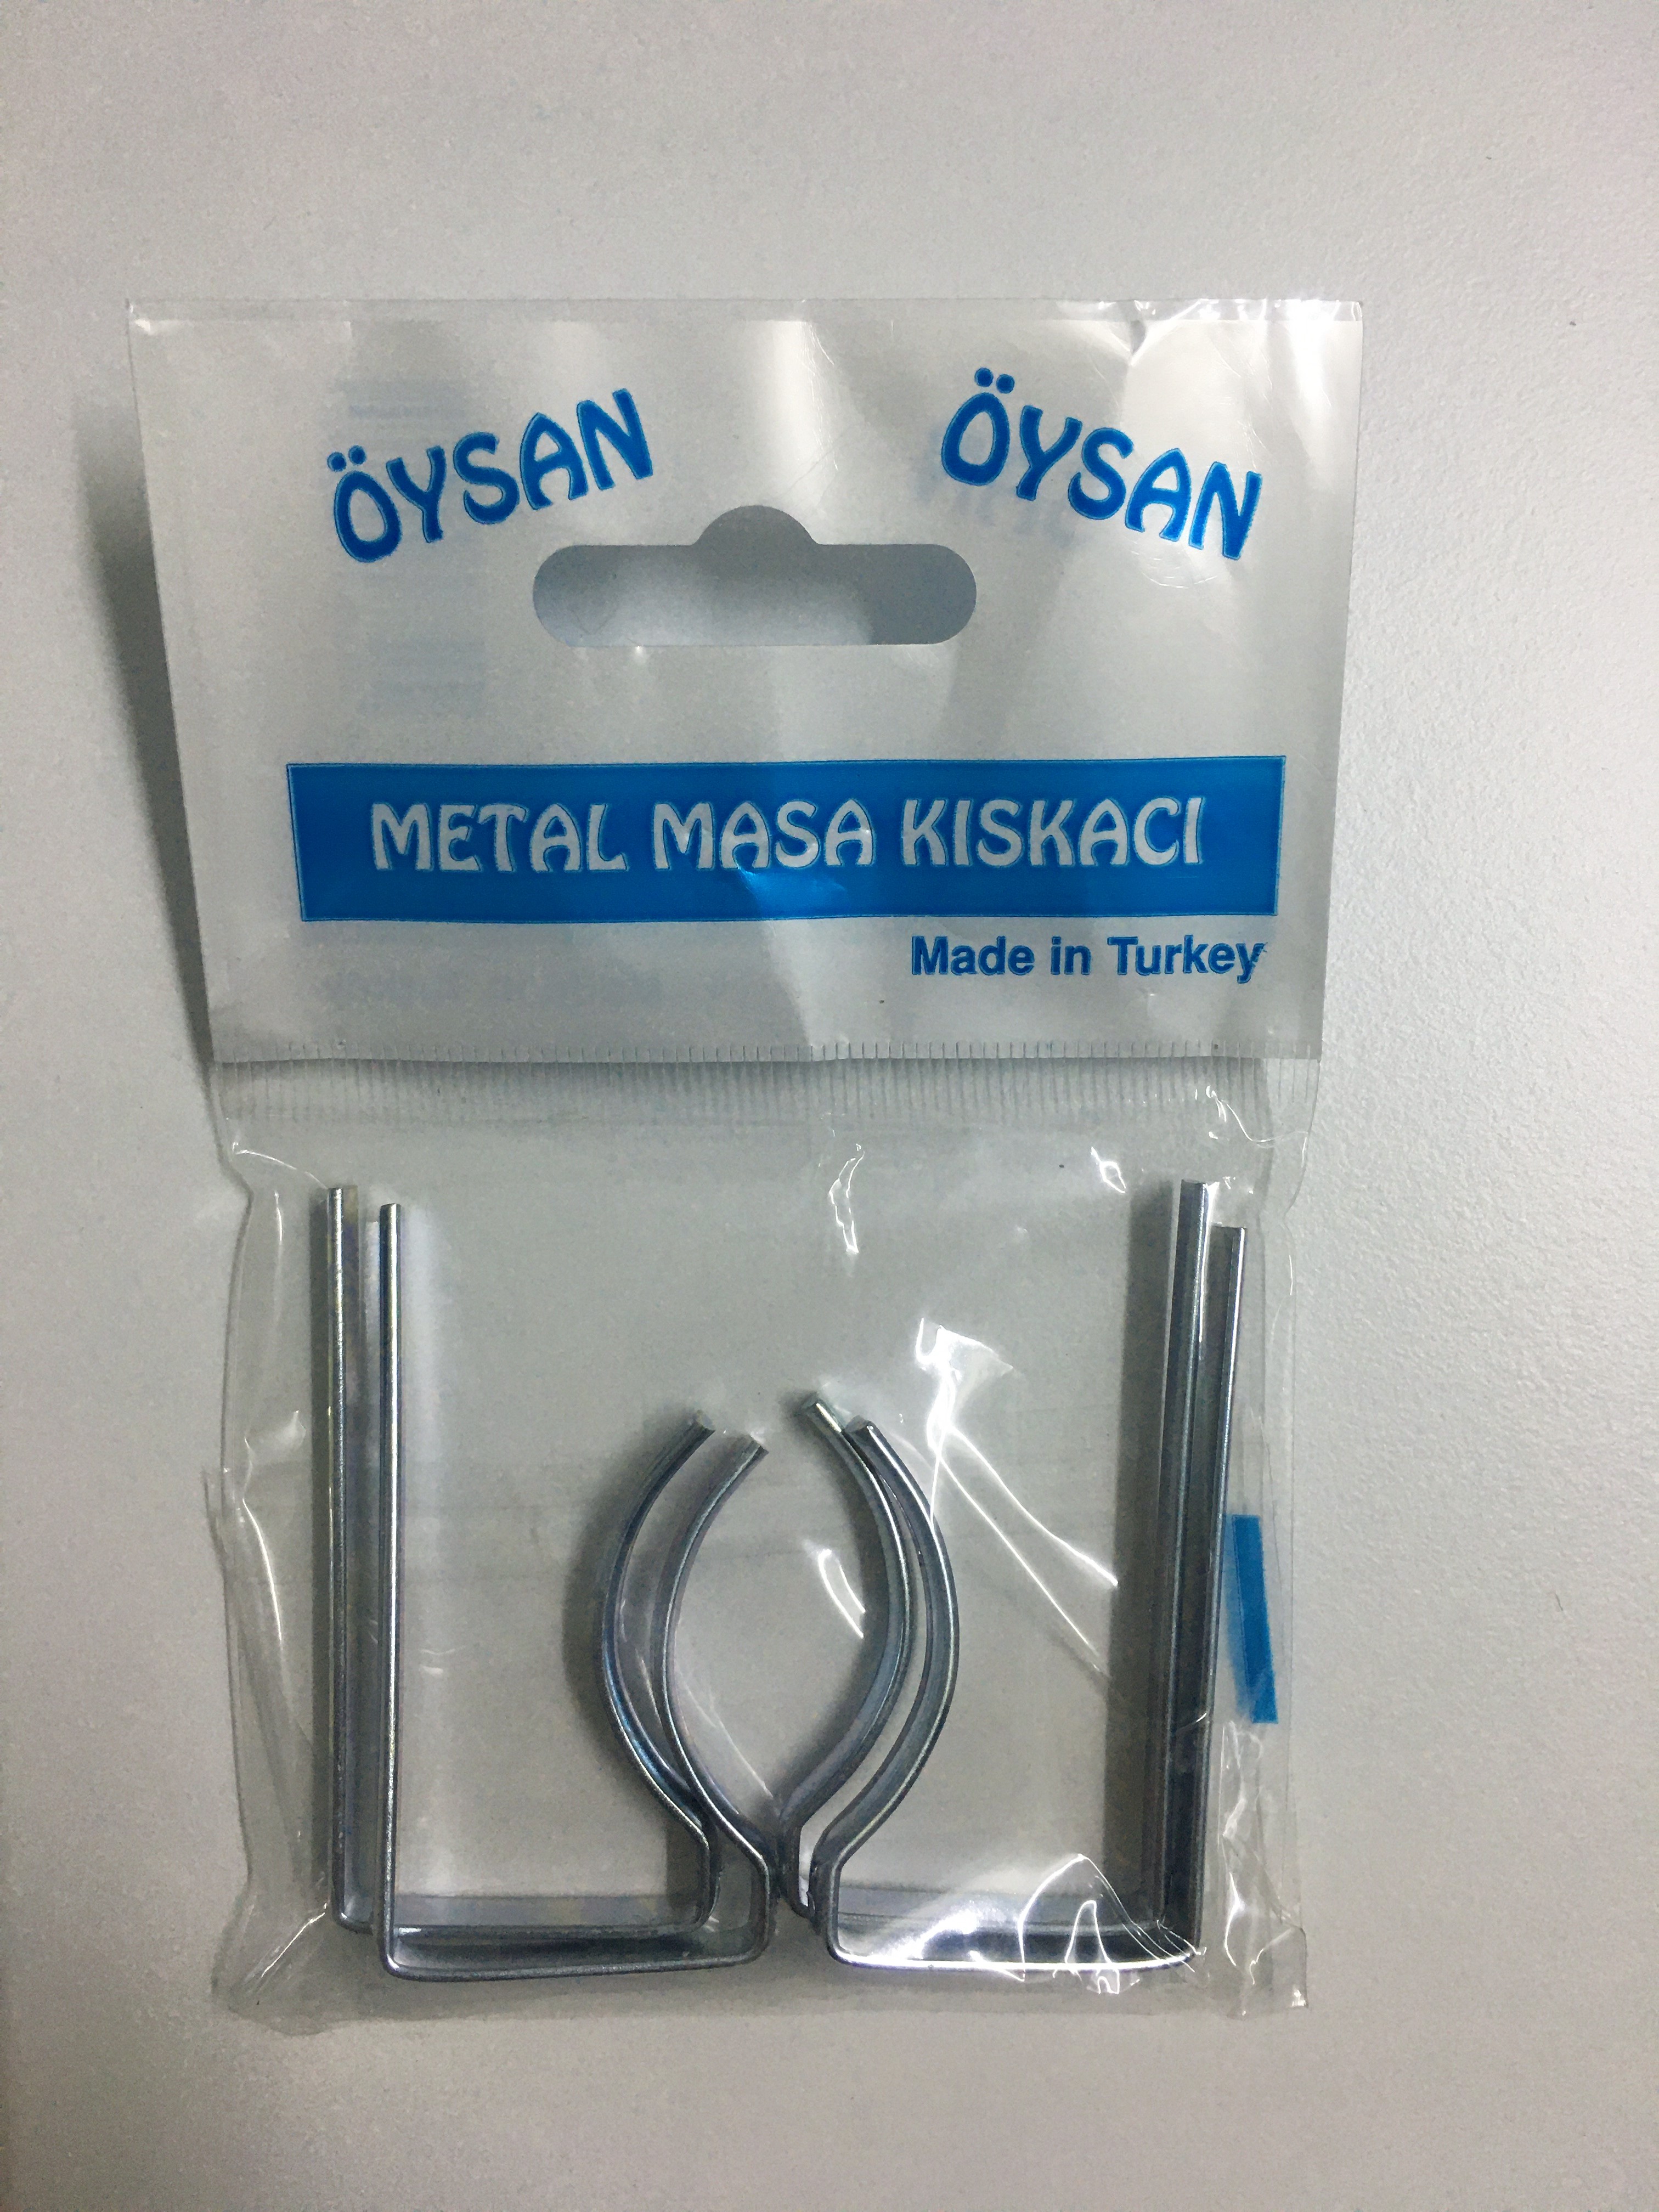 ÖYSAN ÖYSAN
METAL MASA KISKACI
Made in Turkey